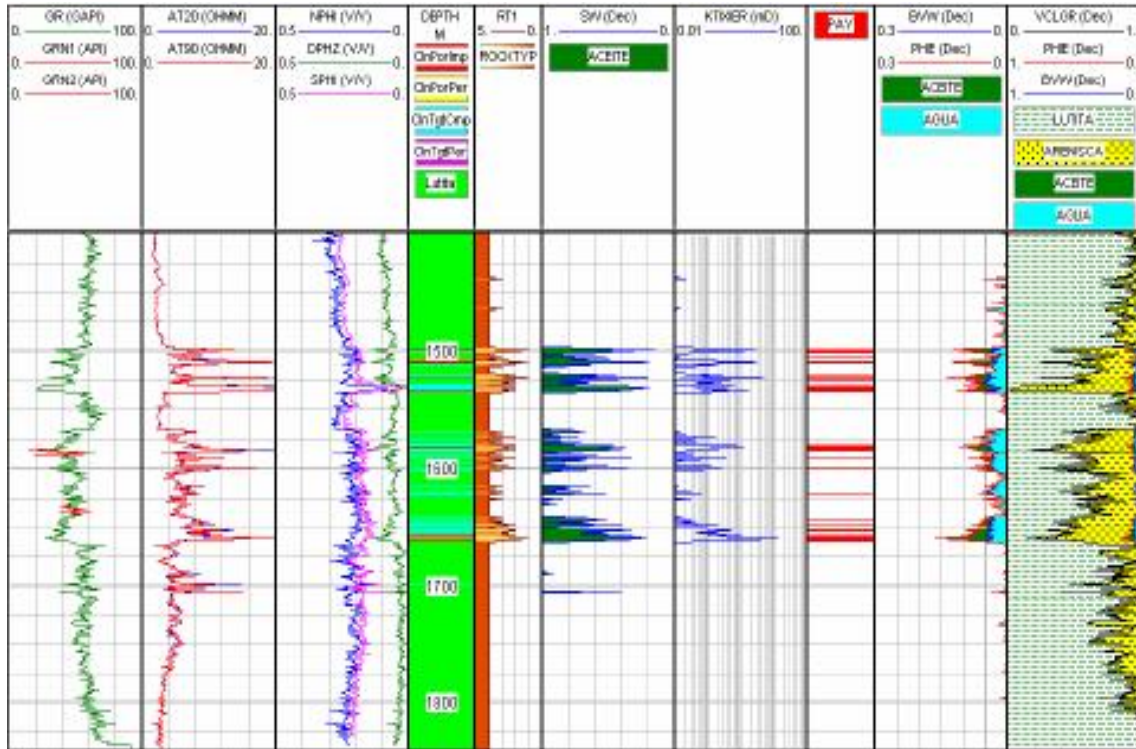 GR (GAPI)
0. 100.
GRN1 (API)
0. 100.
GRN2 (API)
0. 100.
AT20 (OHMM)
0. 20.
AT90 (OHMM)
0. 20.
NPHI (V/V)
0.5 0.
DPHZ (V/V)
0.5 0.
SPHI (V/V)
0.5 0.
DEPTH
M
ClnPorImp
ClnPorPer
ClnTgtCmp
ClnTgtPer
Lutita
RT1
5. 0.
ROCKTYP
SW (Dec)
1. 0.
ACEITE
KTIXIER (mD)
0.01 100.
PAY
BVW (Dec)
0.3 0.
PHIE (Dec)
0.3 0.
ACEITE
AGUA
VCLGR (Dec)
0. 1.
PHIE (Dec)
1. 0.
BVW (Dec)
1. 0.
LUTITA
ARENISCA
ACEITE
AGUA
1500
1600
1700
1800